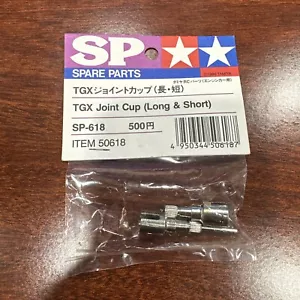 SP
SPARE PARTS
TGXジョイントカップ(長・短)
TGX Joint Cup (Long & Short)
SP-618 500円
ITEM 50618
4 950344 506187